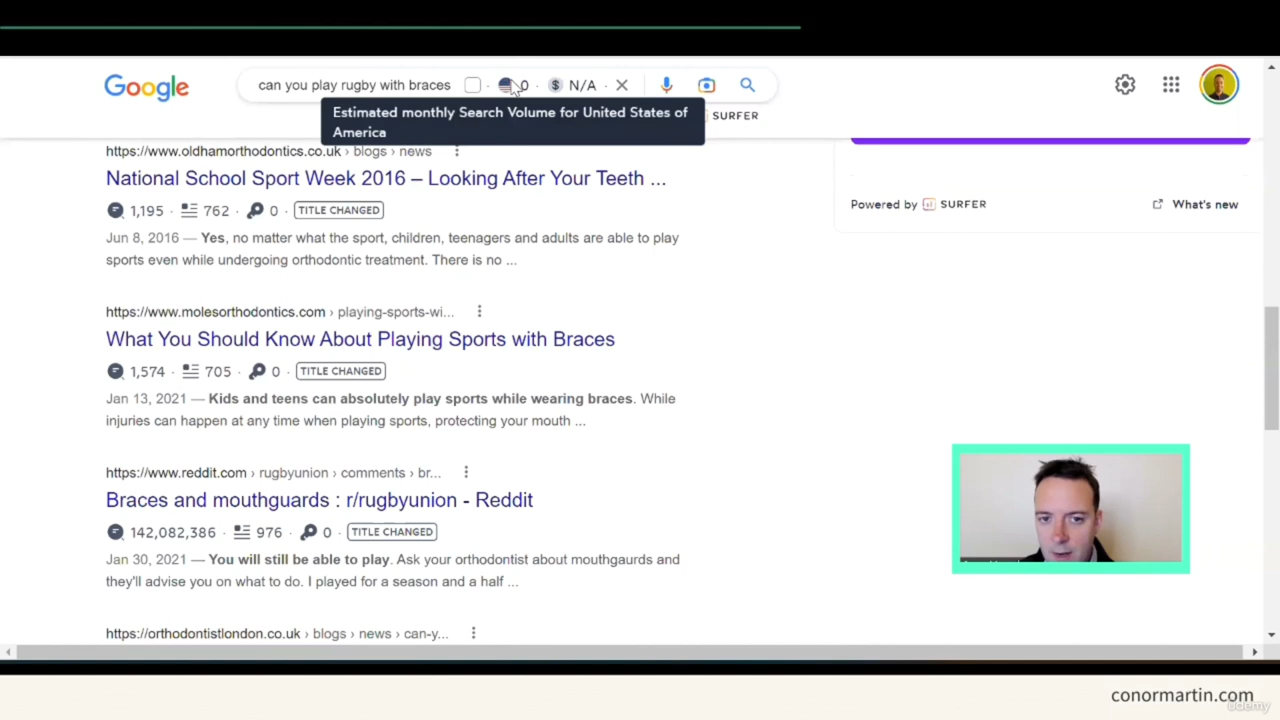 Google
can you play rugby with braces
0 · $ N/A ·
Estimated monthly Search Volume for United States of
America
SURFER
https://www.oldhamorthodontics.co.uk › blogs › news
National School Sport Week 2016 – Looking After Your Teeth ...
1,195 · 762 · 0 · TITLE CHANGED
Jun 8, 2016 — Yes, no matter what the sport, children, teenagers and adults are able to play
sports even while undergoing orthodontic treatment. There is no ...
Powered by SURFER
What's new
https://www.molesorthodontics.com › playing-sports-wi...
What You Should Know About Playing Sports with Braces
1,574 · 705 · 0 · TITLE CHANGED
Jan 13, 2021 — Kids and teens can absolutely play sports while wearing braces. While
injuries can happen at any time when playing sports, protecting your mouth ...
https://www.reddit.com › rugbyunion › comments › br...
Braces and mouthguards : r/rugbyunion - Reddit
142,082,386 · 976 · 0 · TITLE CHANGED
Jan 30, 2021 — You will still be able to play. Ask your orthodontist about mouthgaurds and
they'll advise you on what to do. I played for a season and a half ...
https://orthodontistlondon.co.uk › blogs › news › can-y...
conormartin.com
udemy